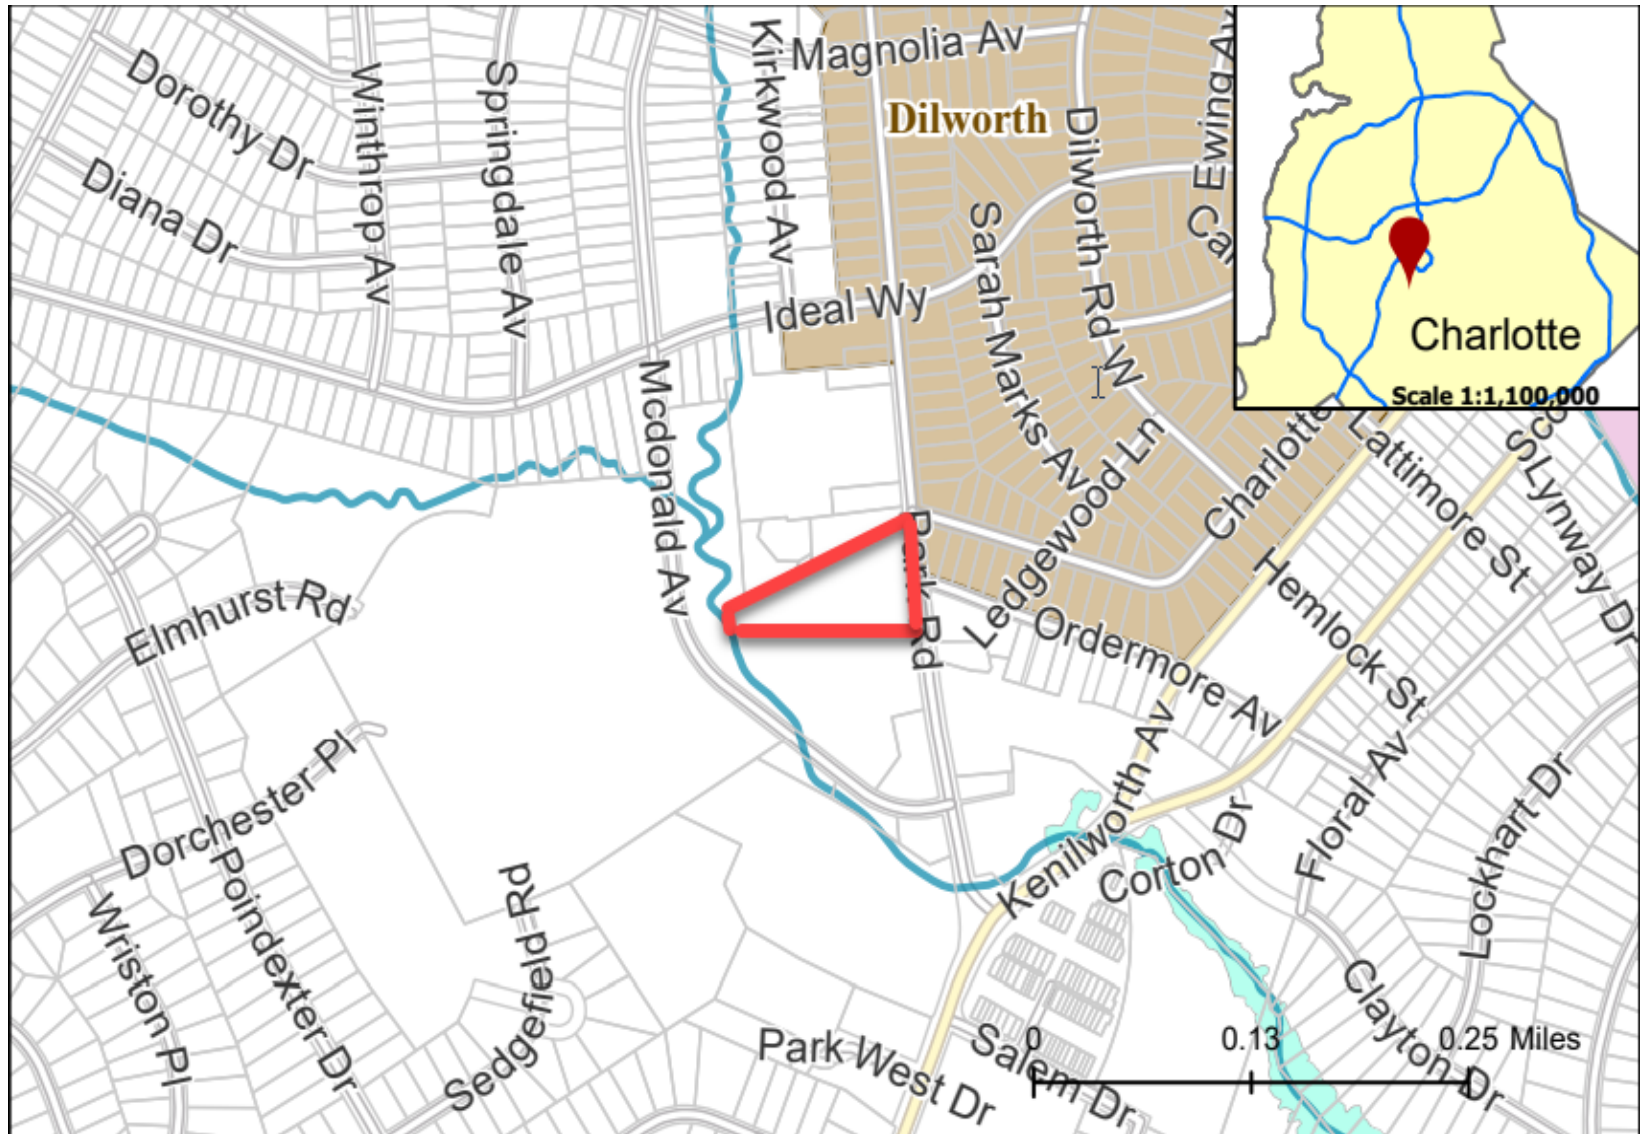 Magnolia Av
Kirkwood Av
Dilworth
Dorothy Dr
Winthrop Av
Springdale Av
Dilworth Rd W
Ewing Av
Diana Dr
Sarah Marks Av
Ideal Wy
Charlotte
Scale 1:1,100,000
Mcdonald Av
Ledgewood Ln
Charlotte
Lattimore St
Lynway Dr
Park Rd
Elmhurst Rd
Ordermore Av
Hemlock St
Dorchester Pl
Kenilworth Av
Floral Av
Lockhart Dr
Corton Dr
Poindexter Dr
Wriston Pl
Sedgefield Rd
Clayton Dr
Park West Dr
Salem Dr
0 0.13 0.25 Miles